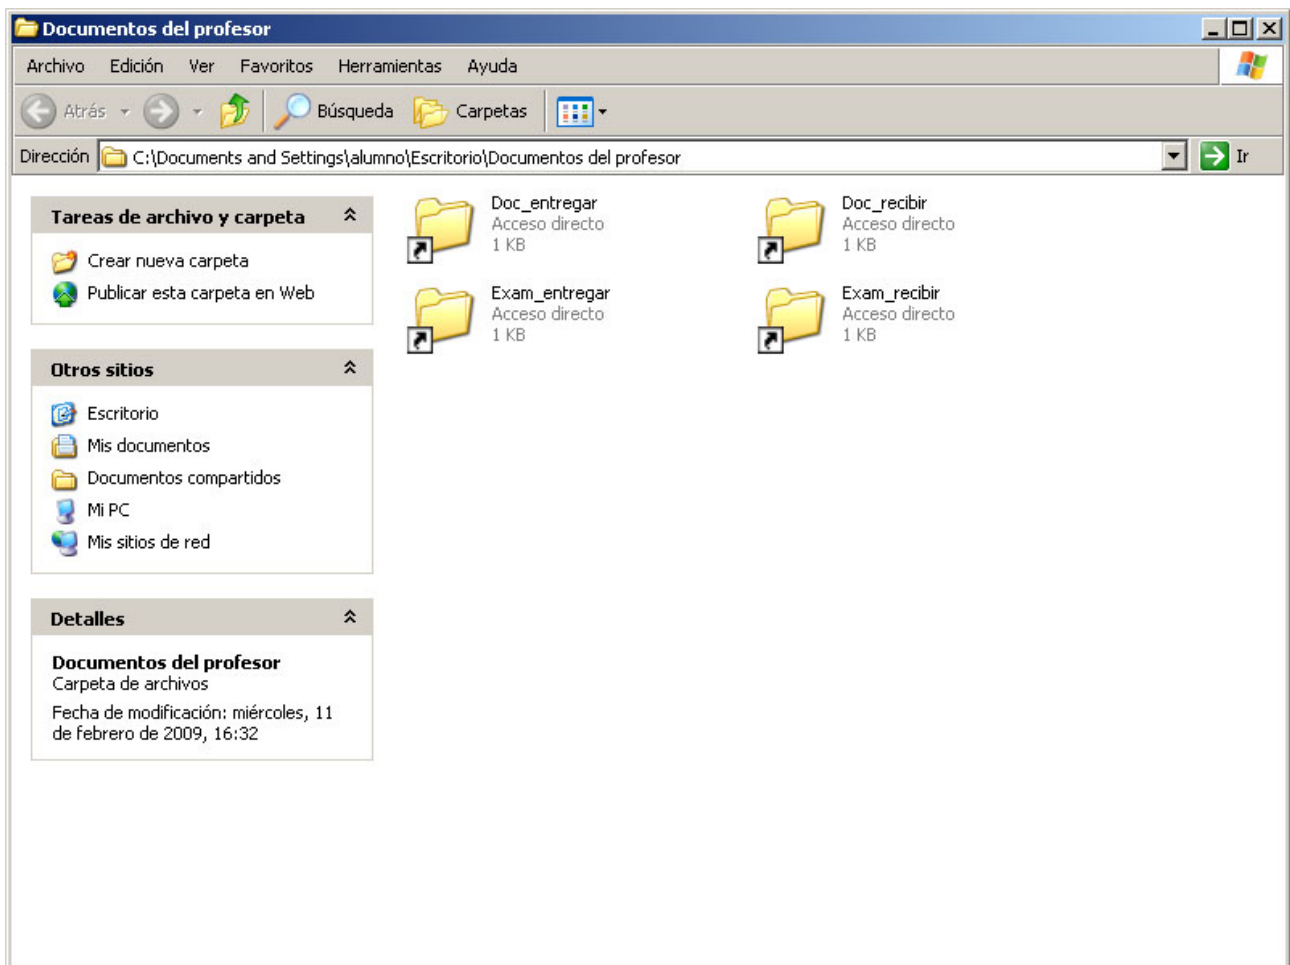 Documentos del profesor
Archivo Edición Ver Favoritos Herramientas Ayuda
Atrás Búsqueda Carpetas
Dirección C:\Documents and Settings\alumno\Escritorio\Documentos del profesor Ir
Tareas de archivo y carpeta
Crear nueva carpeta
Publicar esta carpeta en Web
Otros sitios
Escritorio
Mis documentos
Documentos compartidos
Mi PC
Mis sitios de red
Detalles
Documentos del profesor
Carpeta de archivos
Fecha de modificación: miércoles, 11
de febrero de 2009, 16:32
Doc_entregar
Acceso directo
1 KB
Doc_recibir
Acceso directo
1 KB
Exam_entregar
Acceso directo
1 KB
Exam_recibir
Acceso directo
1 KB